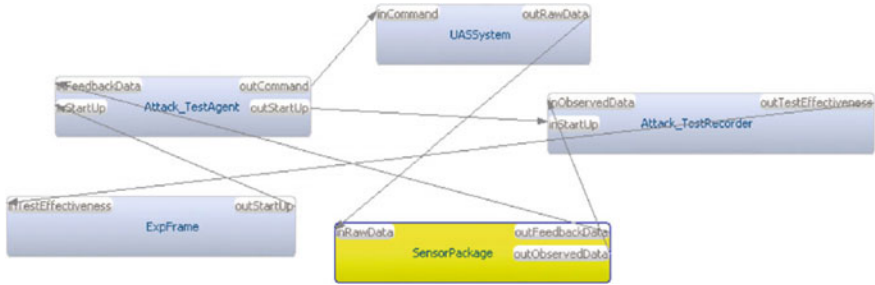 inCommand outRawData
UASSystem
inFeedbackData outCommand
Attack_TestAgent
inStartUp outStartUp
inObservedData outTestEffectiveness
inStartUp
Attack_TestRecorder
inTestEffectiveness outStartUp
ExpFrame
inRawData outFeedbackData
SensorPackage
outObservedData